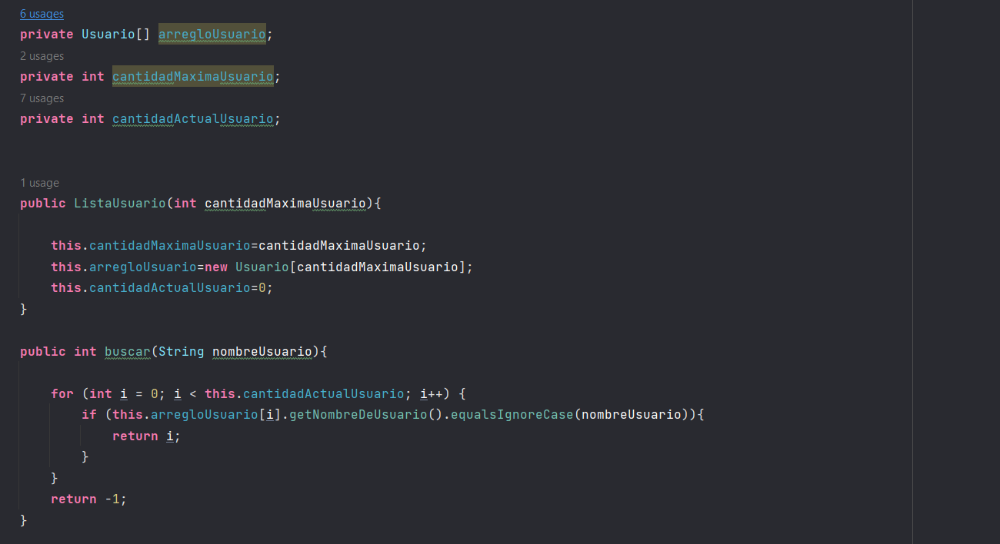 6 usages
private Usuario[] arregloUsuario;
2 usages
private int cantidadMaximaUsuario;
7 usages
private int cantidadActualUsuario;
1 usage
public ListaUsuario(int cantidadMaximaUsuario){
this.cantidadMaximaUsuario=cantidadMaximaUsuario;
this.arregloUsuario=new Usuario[cantidadMaximaUsuario];
this.cantidadActualUsuario=0;
}
public int buscar(String nombreUsuario){
for (int i = 0; i < this.cantidadActualUsuario; i++) {
if (this.arregloUsuario[i].getNombreDeUsuario().equalsIgnoreCase(nombreUsuario)){
return i;
}
}
return -1;
}